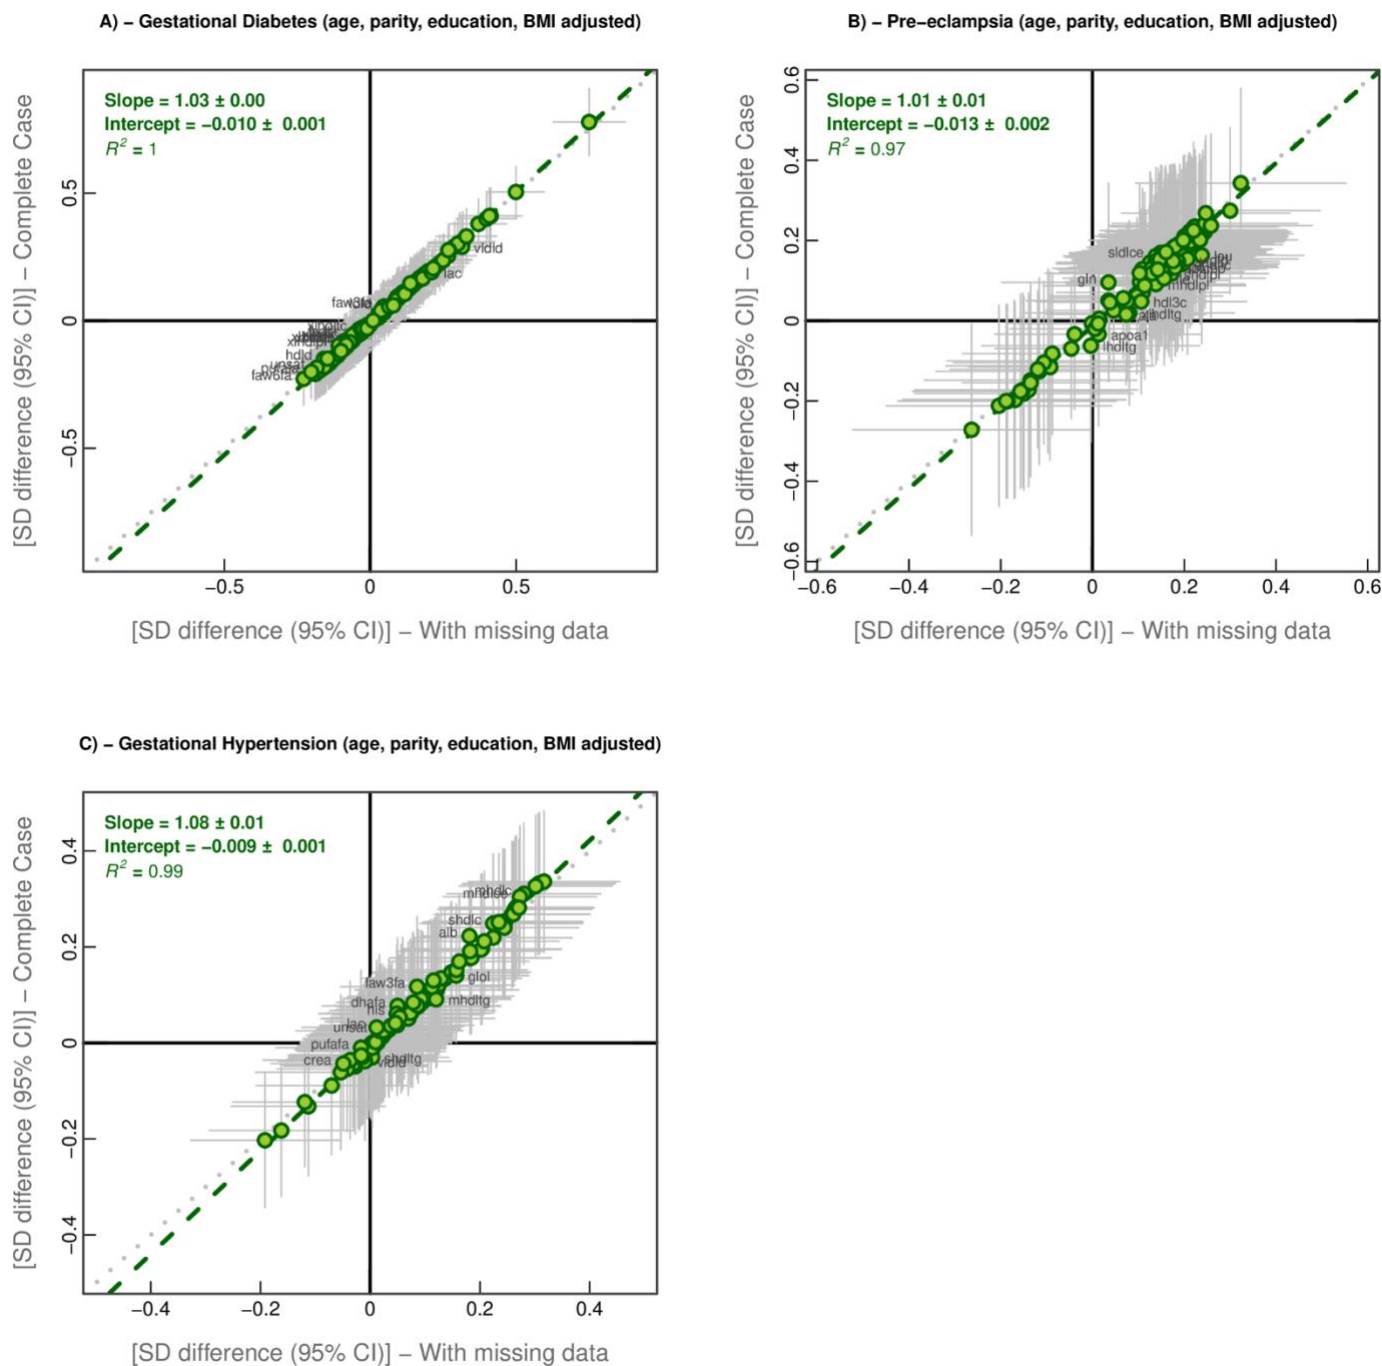 A) – Gestational Diabetes (age, parity, education, BMI adjusted)
[SD difference (95% CI)] – Complete Case
Slope = 1.03 ± 0.00
Intercept = −0.010 ± 0.001
R² = 1
0.5
0
−0.5
vldld
lac
hdld
faw6fa
−0.5
0
0.5
[SD difference (95% CI)] – With missing data
B) – Pre−eclampsia (age, parity, education, BMI adjusted)
[SD difference (95% CI)] – Complete Case
Slope = 1.01 ± 0.01
Intercept = −0.013 ± 0.002
R² = 0.97
0.6
0.4
0.2
0
−0.2
−0.4
−0.6
sldlce
gln
lou
mhdlpl
hdl3c
apoa1
lhdltg
−0.6
−0.4
−0.2
0
0.2
0.4
0.6
[SD difference (95% CI)] – With missing data
C) – Gestational Hypertension (age, parity, education, BMI adjusted)
[SD difference (95% CI)] – Complete Case
Slope = 1.08 ± 0.01
Intercept = −0.009 ± 0.001
R² = 0.99
0.4
0.2
0
−0.2
−0.4
mhdlc
shdlc
alb
glol
faw3fa
dhafa
mhdltg
his
unsat
pufafa
crea
shdltg
−0.4
−0.2
0
0.2
0.4
[SD difference (95% CI)] – With missing data